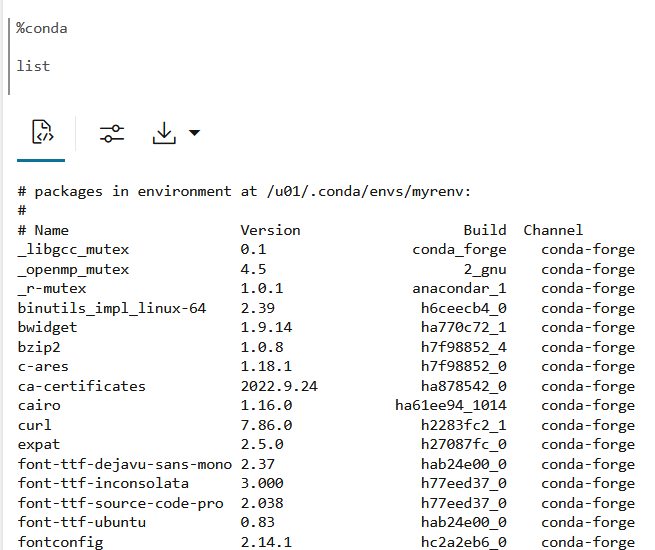 %conda
list
# packages in environment at /u01/.conda/envs/myrenv:
#
# Name Version Build Channel
_libgcc_mutex 0.1 conda_forge conda-forge
_openmp_mutex 4.5 2_gnu conda-forge
_r-mutex 1.0.1 anacondar_1 conda-forge
binutils_impl_linux-64 2.39 h6ceecb4_0 conda-forge
bwidget 1.9.14 ha770c72_1 conda-forge
bzip2 1.0.8 h7f98852_4 conda-forge
c-ares 1.18.1 h7f98852_0 conda-forge
ca-certificates 2022.9.24 ha878542_0 conda-forge
cairo 1.16.0 ha61ee94_1014 conda-forge
curl 7.86.0 h2283fc2_1 conda-forge
expat 2.5.0 h27087fc_0 conda-forge
font-ttf-dejavu-sans-mono 2.37 hab24e00_0 conda-forge
font-ttf-inconsolata 3.000 h77eed37_0 conda-forge
font-ttf-source-code-pro 2.038 h77eed37_0 conda-forge
font-ttf-ubuntu 0.83 hab24e00_0 conda-forge
fontconfig 2.14.1 hc2a2eb6_0 conda-forge